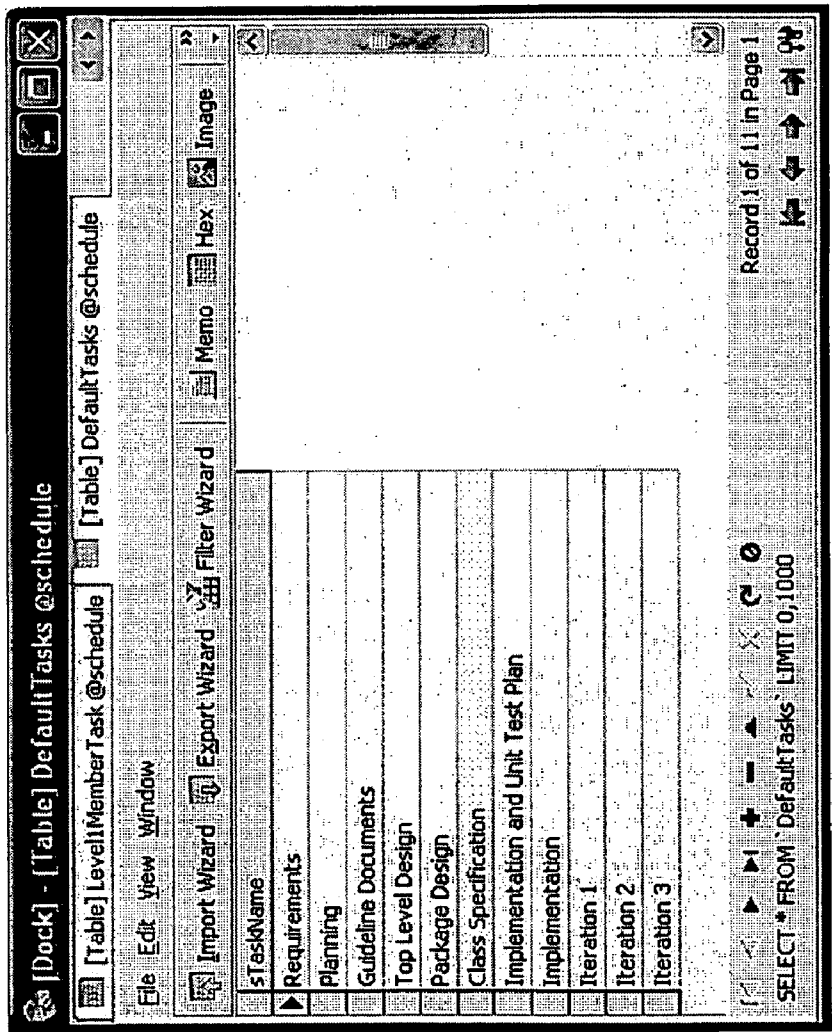 [Dock] - [Table] DefaultTasks @schedule
[Table] Level1MemberTask @schedule [Table] DefaultTasks @schedule
File Edit View Window
Import Wizard Export Wizard Filter Wizard Memo Hex Image
sTaskName
Requirements
Planning
Guideline Documents
Top Level Design
Package Design
Class Specification
Implementation and Unit Test Plan
Implementation
Iteration 1
Iteration 2
Iteration 3
SELECT * FROM `DefaultTasks` LIMIT 0,1000 Record 1 of 11 in Page 1